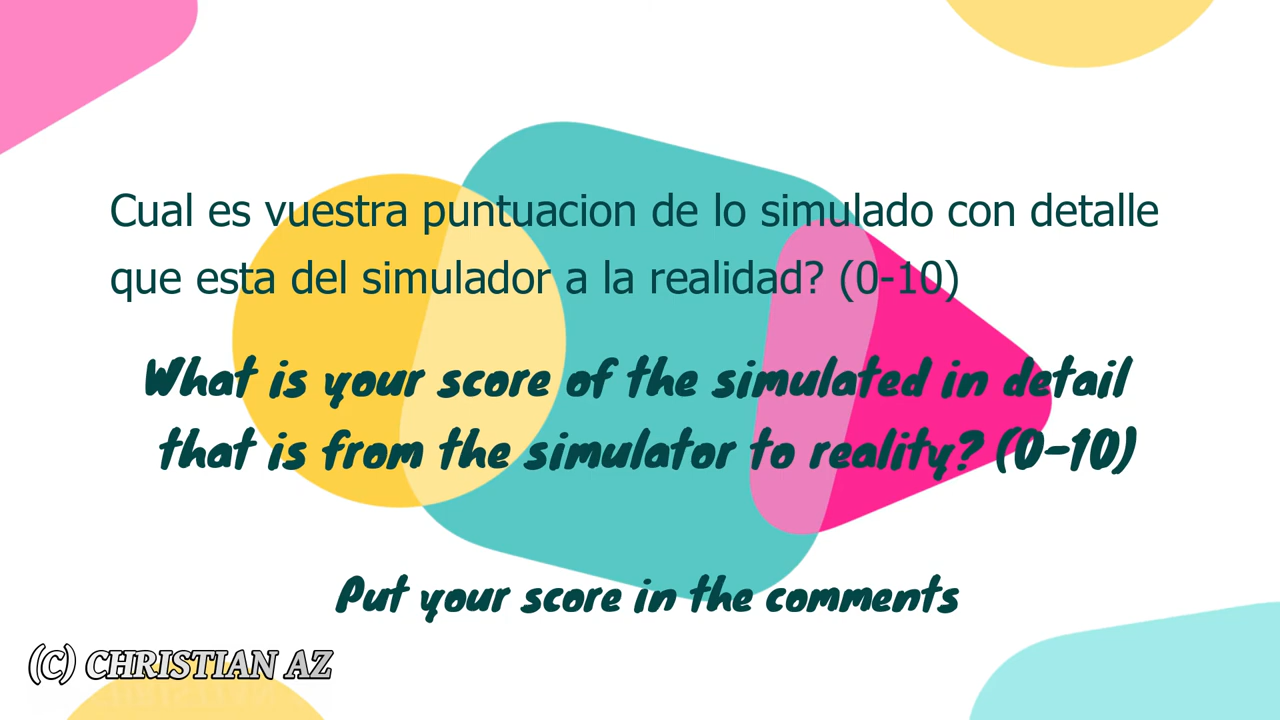 Cual es vuestra puntuacion de lo simulado con detalle
que esta del simulador a la realidad? (0-10)
What is your score of the simulated in detail
that is from the simulator to reality? (0-10)
Put your score in the comments
(C) CHRISTIAN AZ